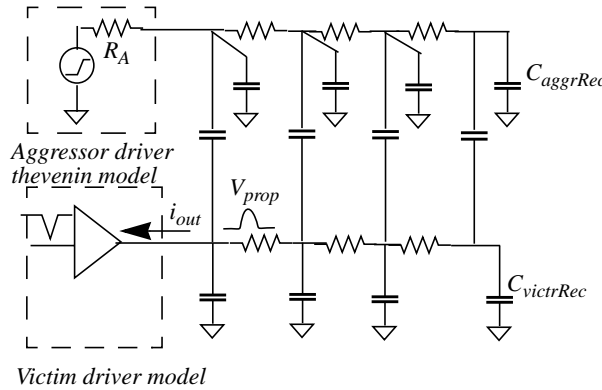 R_A
C_aggrRec
Aggressor driver
thevenin model
V_prop
i_out
C_victrRec
Victim driver model